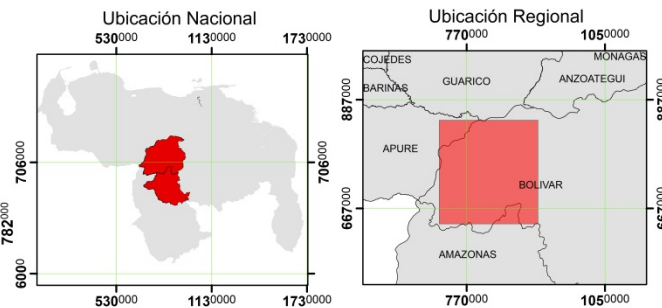 Ubicación Nacional
530000 1130000 1730000
706000 706000
782000
6000
530000 1130000 1730000
Ubicación Regional
770000 1050000
COJEDES MONAGAS
GUARICO ANZOATEGUI
BARINAS
887000
APURE
BOLIVAR
667000
AMAZONAS
770000 1050000